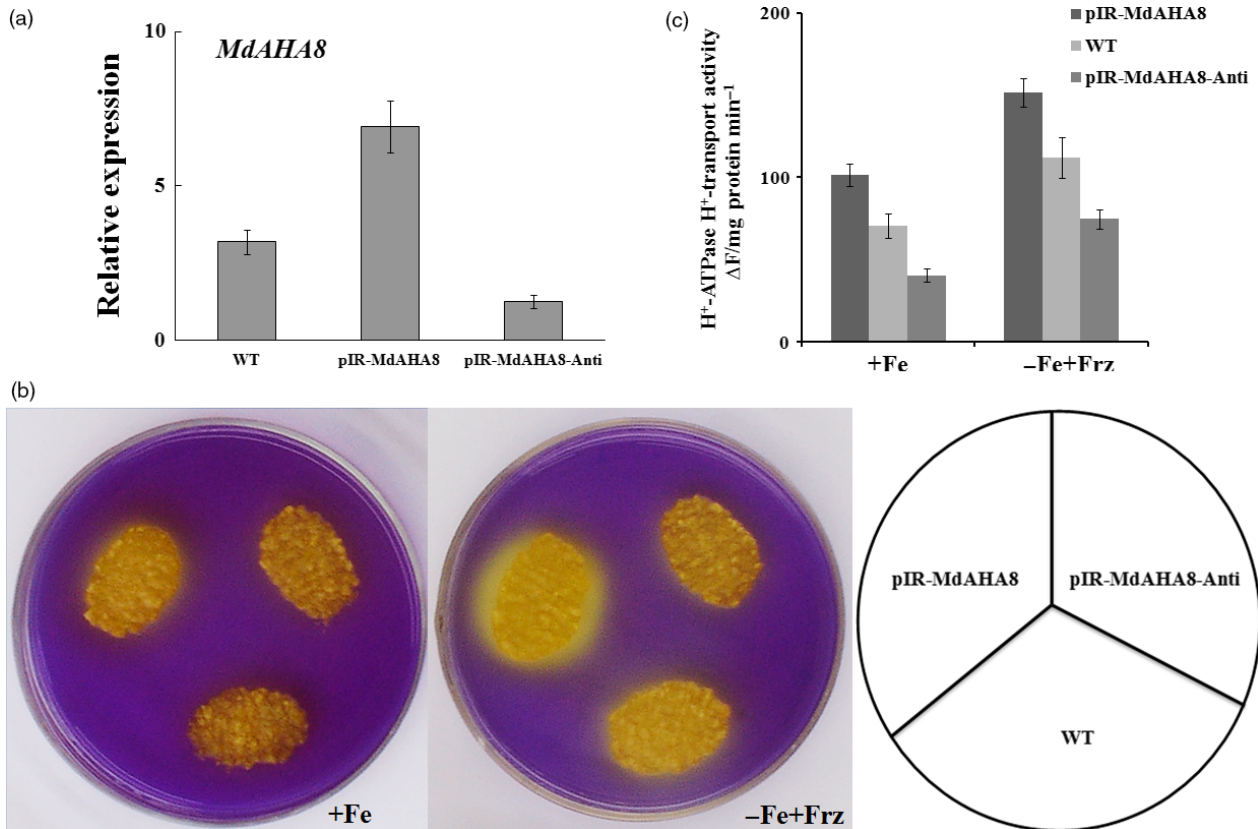 (a)
MdAHA8
Relative expression
10
5
0
WT
pIR-MdAHA8
pIR-MdAHA8-Anti
(c)
H⁺-ATPase H⁺-transport activity
ΔF/mg protein min⁻¹
200
100
0
+Fe
−Fe+Frz
pIR-MdAHA8
WT
pIR-MdAHA8-Anti
(b)
+Fe
−Fe+Frz
pIR-MdAHA8
pIR-MdAHA8-Anti
WT